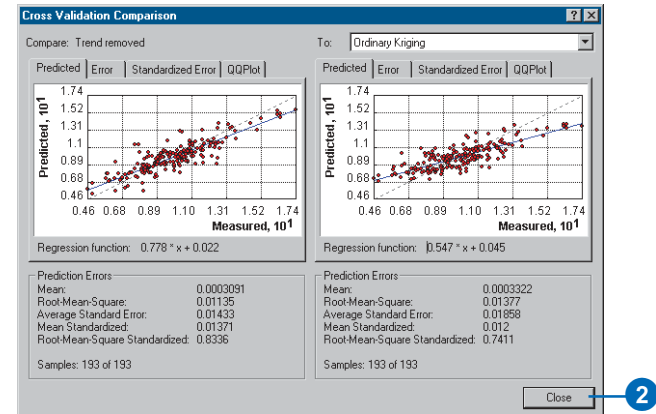 Cross Validation Comparison
Compare: Trend removed
To: Ordinary Kriging
Predicted Error Standardized Error QQPlot
Predicted, 10¹
1.74
1.52
1.31
1.1
0.89
0.68
0.46
0.46 0.68 0.89 1.10 1.31 1.52 1.74
Measured, 10¹
Regression function: 0.778 * x + 0.022
Prediction Errors
Mean: 0.0003091
Root-Mean-Square: 0.01135
Average Standard Error: 0.01433
Mean Standardized: 0.01371
Root-Mean-Square Standardized: 0.8336
Samples: 193 of 193
Predicted Error Standardized Error QQPlot
Predicted, 10¹
1.74
1.52
1.31
1.1
0.89
0.68
0.46
0.46 0.68 0.89 1.10 1.31 1.52 1.74
Measured, 10¹
Regression function: 0.547 * x + 0.045
Prediction Errors
Mean: 0.0003322
Root-Mean-Square: 0.01377
Average Standard Error: 0.01858
Mean Standardized: 0.012
Root-Mean-Square Standardized: 0.7411
Samples: 193 of 193
Close
2